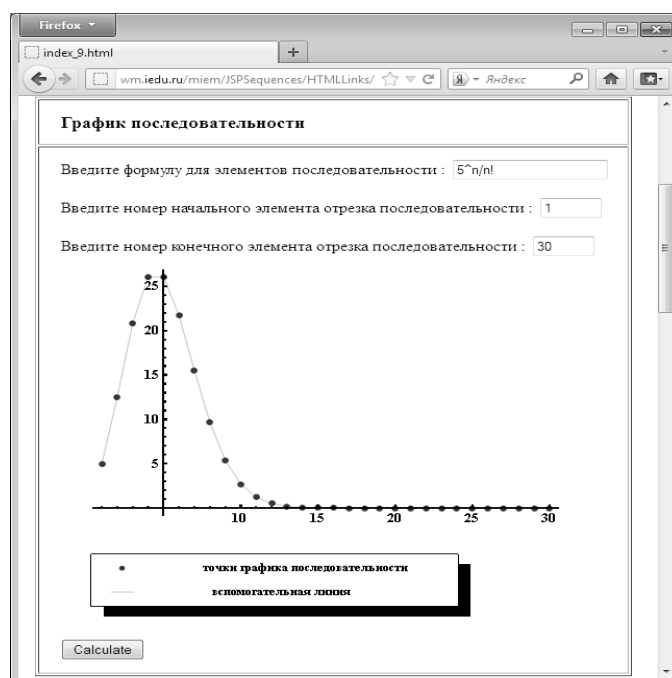 Firefox
index_9.html
wm.iedu.ru/miem/JSPSequences/HTMLLinks/ Я Яндекс
График последовательности
Введите формулу для элементов последовательности : 5^n/n!
Введите номер начального элемента отрезка последовательности : 1
Введите номер конечного элемента отрезка последовательности : 30
25
20
15
10
5
10 15 20 25 30
точки графика последовательности
вспомогательная линия
Calculate